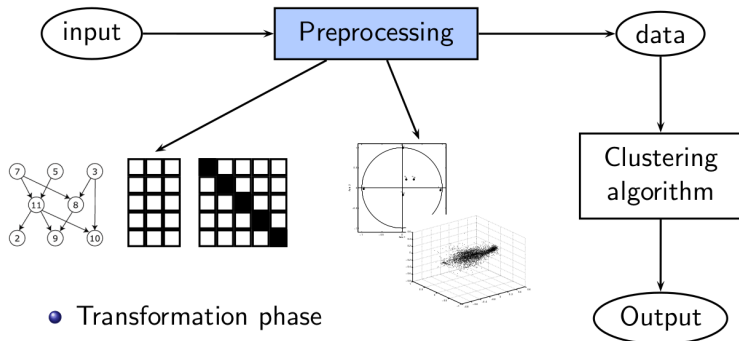 input
Preprocessing
data
Clustering
algorithm
7 5 3
11 8
2 9 10
Transformation phase
Output